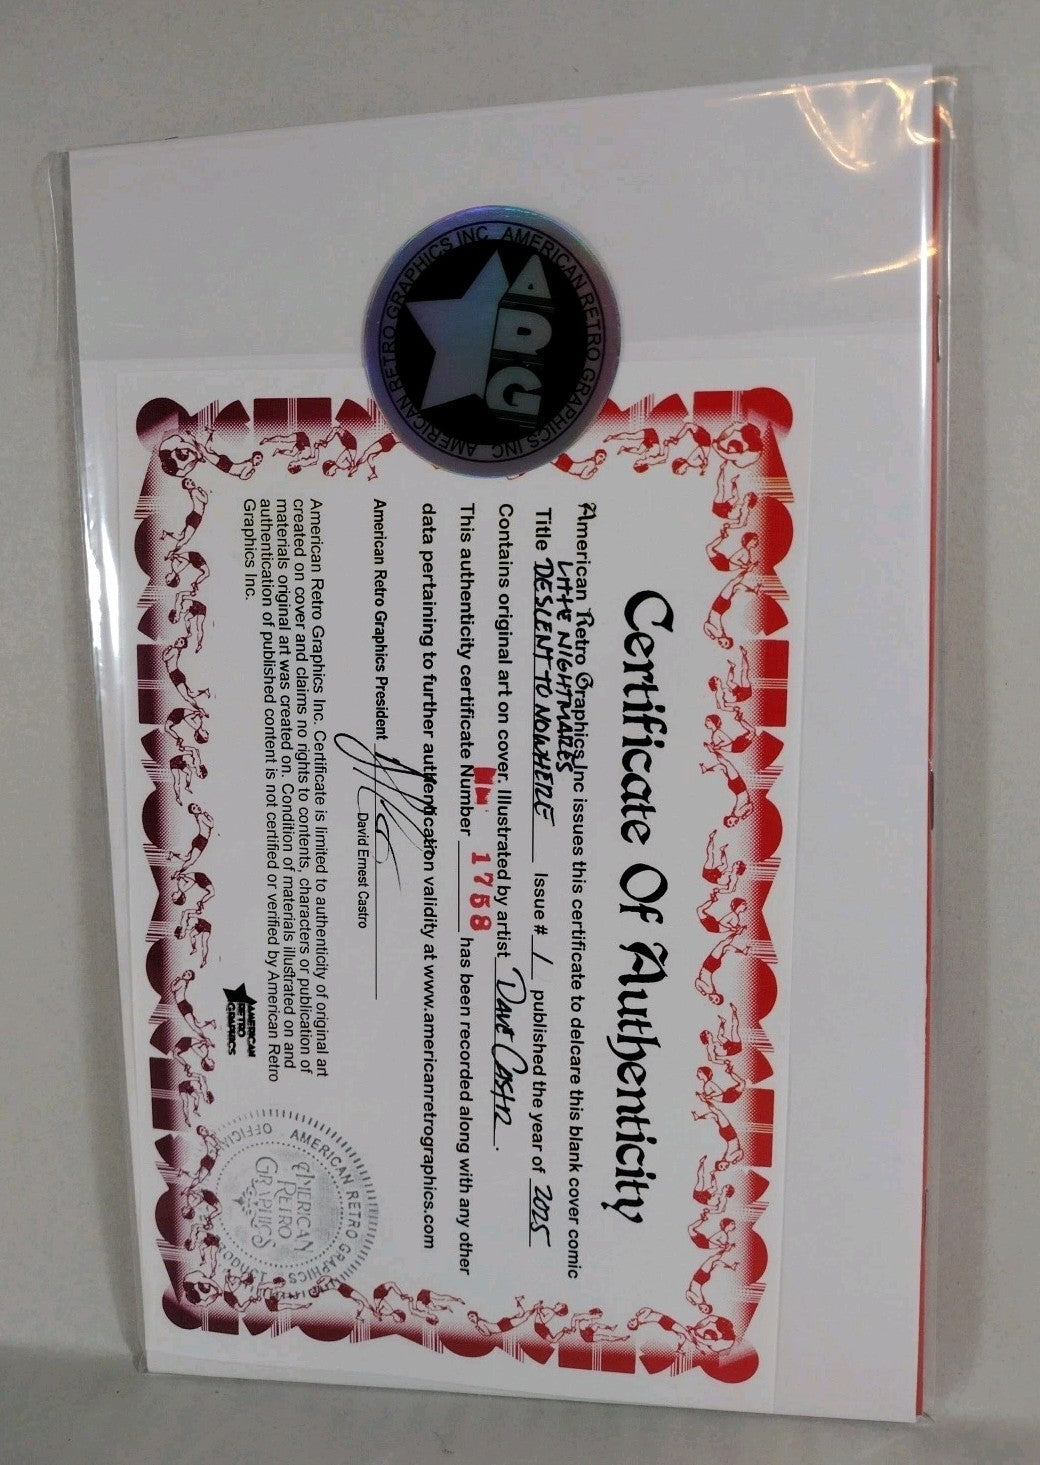 AMERICAN RETRO GRAPHICS INC AMERICAN RETRO GRAPHICS INC
ARG
Certificate Of Authenticity
American Retro Graphics,Inc issues this certificate to delcare this blank cover comic
LITTLE NIGHTMARES
Title DESCENT TO NOWHERE Issue # 1 published the year of 2025
Contains original art on cover. Illustrated by artist Dave Castr.
This authenticity certificate Number 1758 has been recorded along with any other
data pertaining to further authentication validity at www.americanretrographics.com
American Retro Graphics President
David Ernest Castro
American Retro Graphics Inc. Certificate is limited to authenticity of original art
created on cover and claims no rights to contents, characters or publication of
materials original art was created on. Condition of materials illustrated on and
authentication of published content is not certified or verified by American Retro
Graphics Inc.
AMERICAN
RETRO
GRAPHICS
OFFICIAL AMERICAN RETRO GRAPHICS
AMERICAN
RETRO
GRAPHICS